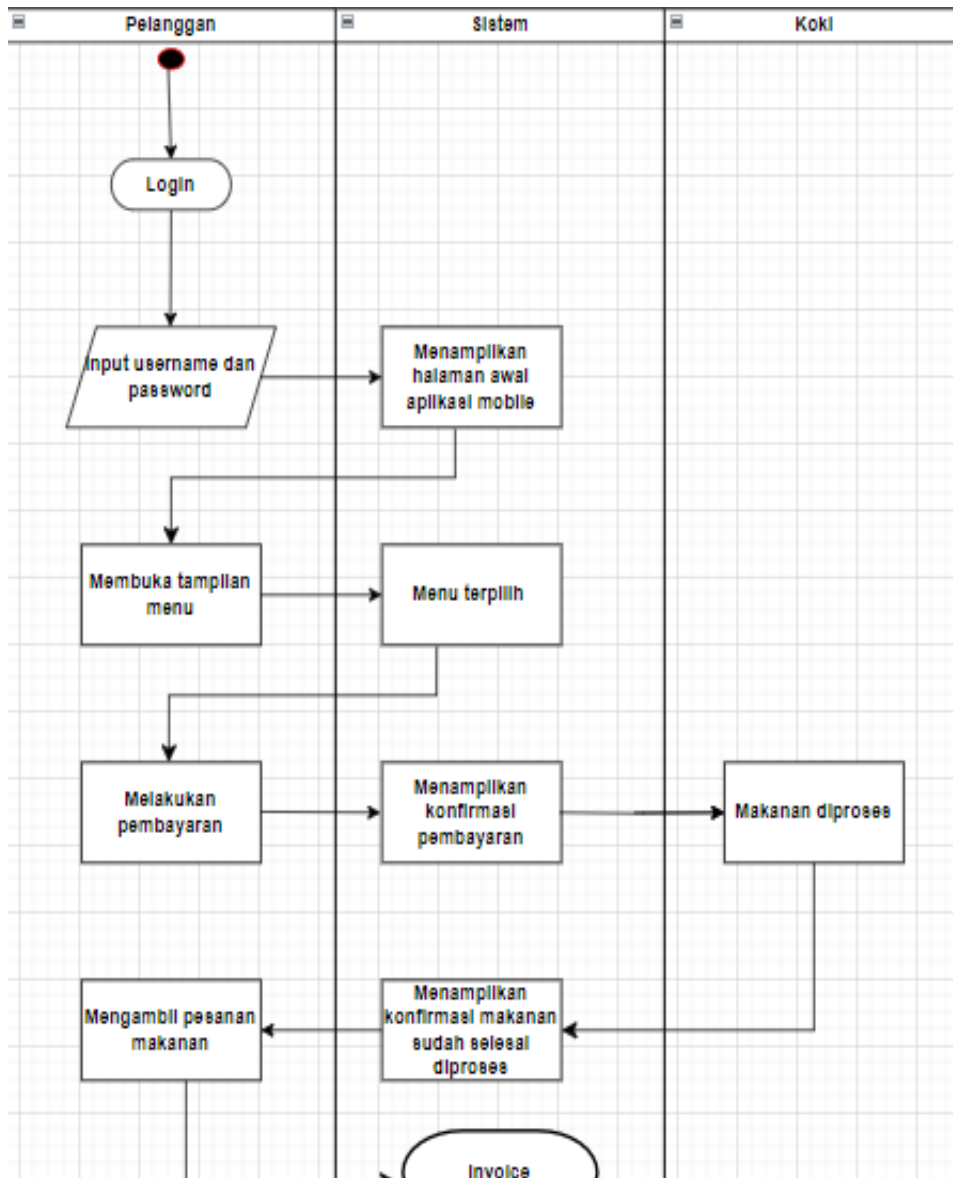 Pelanggan
Sistem
Koki
Login
Input username dan
password
Menampilkan
halaman awal
aplikasi mobile
Membuka tampilan
menu
Menu terpilih
Melakukan
pembayaran
Menampilkan
konfirmasi
pembayaran
Makanan diproses
Mengambil pesanan
makanan
Menampilkan
konfirmasi makanan
sudah selesai
diproses
Invoice